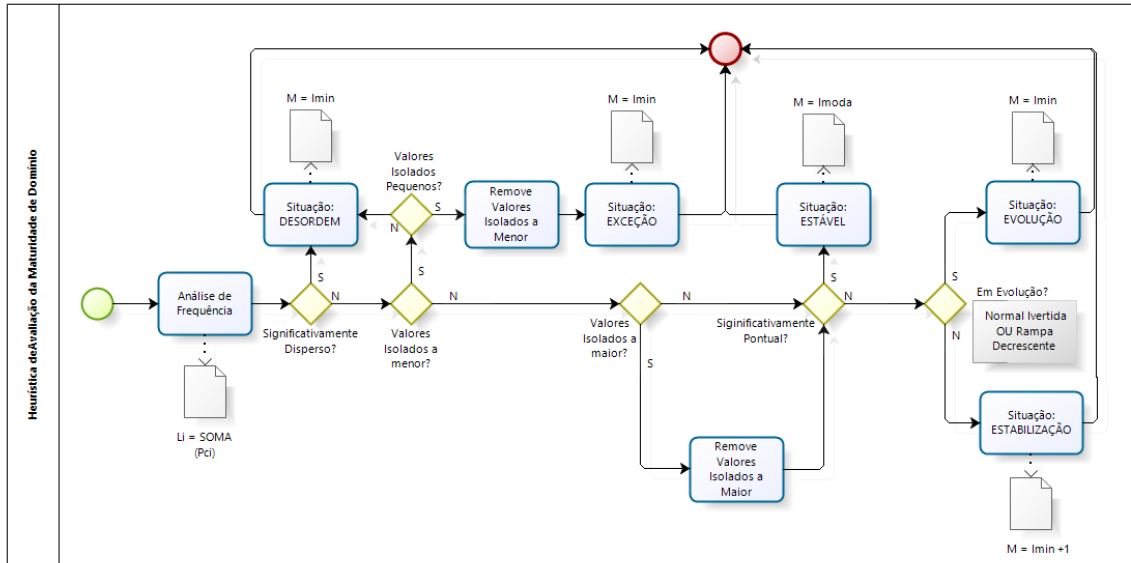 Heurística deAvaliação da Maturidade de Domínio
M = Imin
Valores
Isolados
Pequenos?
M = Imin
M = Imoda
M = Imin
Situação:
DESORDEM
S
N
Remove
Valores
Isolados a
Menor
Situação:
EXCEÇÃO
Situação:
ESTÁVEL
Situação:
EVOLUÇÃO
Análise de
Frequência
S
N
Significativamente
Disperso?
S
N
Valores
Isolados a
menor?
N
S
Valores
Isolados a
maior?
S
N
Siginificativamente
Pontual?
S
N
Em Evolução?
Normal Ivertida
OU Rampa
Decrescente
Li = SOMA
(Pci)
Remove
Valores
Isolados a
Maior
Situação:
ESTABILIZAÇÃO
M = Imin +1